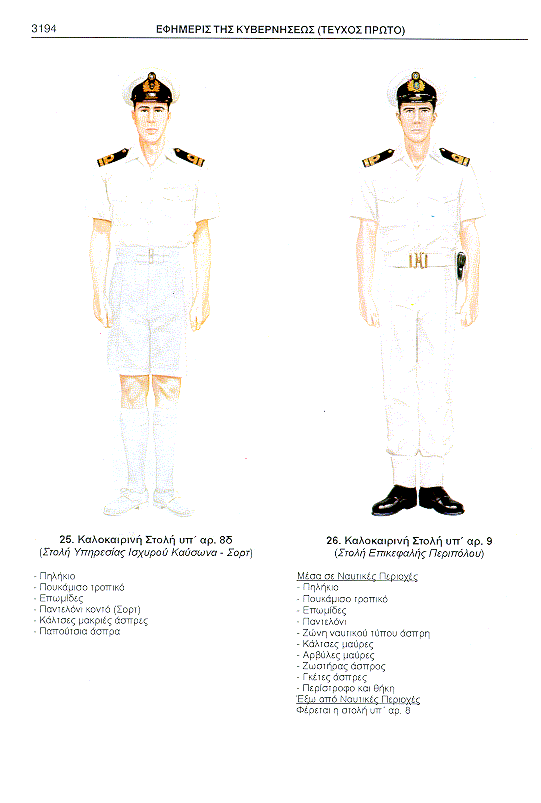 3194
ΕΦΗΜΕΡΙΣ ΤΗΣ ΚΥΒΕΡΝΗΣΕΩΣ (ΤΕΥΧΟΣ ΠΡΩΤΟ)
25. Καλοκαιρινή Στολή υπ΄ αρ. 8δ
(Στολή Υπηρεσίας Ισχυρού Καύσωνα - Σορτ)
- Πηλήκιο
- Πουκάμισο τροπικό
- Επωμίδες
- Παντελόνι κοντό (Σορτ)
- Κάλτσες μακριές άσπρες
- Παπούτσια άσπρα
26. Καλοκαιρινή Στολή υπ΄ αρ. 9
(Στολή Επικεφαλής Περιπόλου)
Μέσα σε Ναυτικές Περιοχές
- Πηλήκιο
- Πουκάμισο τροπικό
- Επωμίδες
- Παντελόνι
- Ζώνη ναυτικού τύπου άσπρη
- Κάλτσες μαύρες
- Αρβύλες μαύρες
- Ζωστήρας άσπρος
- Γκέτες άσπρες
- Περίστροφο και θήκη
Έξω από Ναυτικές Περιοχές
Φέρεται η στολή υπ΄ αρ. 8